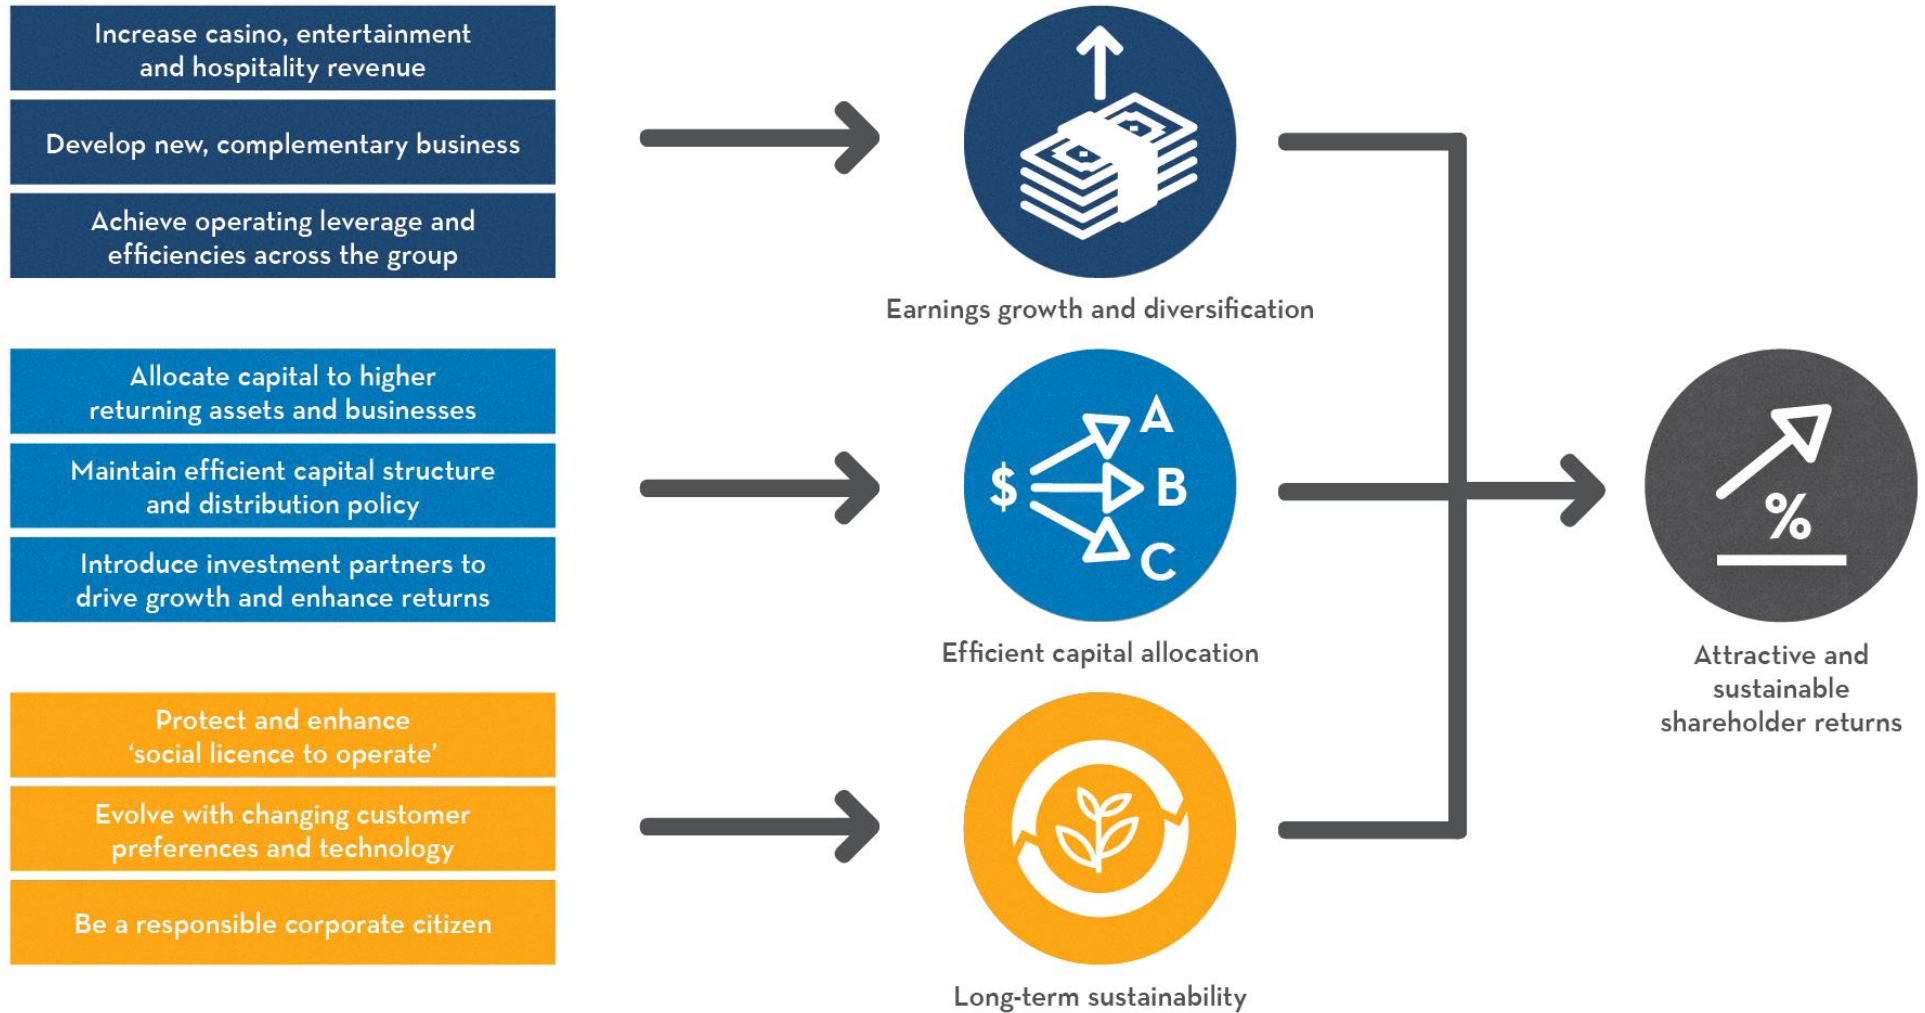 Increase casino, entertainment
and hospitality revenue
Develop new, complementary business
Achieve operating leverage and
efficiencies across the group
Earnings growth and diversification
Allocate capital to higher
returning assets and businesses
Maintain efficient capital structure
and distribution policy
Introduce investment partners to
drive growth and enhance returns
$
A
B
C
Efficient capital allocation
Protect and enhance
‘social licence to operate’
Evolve with changing customer
preferences and technology
Be a responsible corporate citizen
Long-term sustainability
%
Attractive and
sustainable
shareholder returns